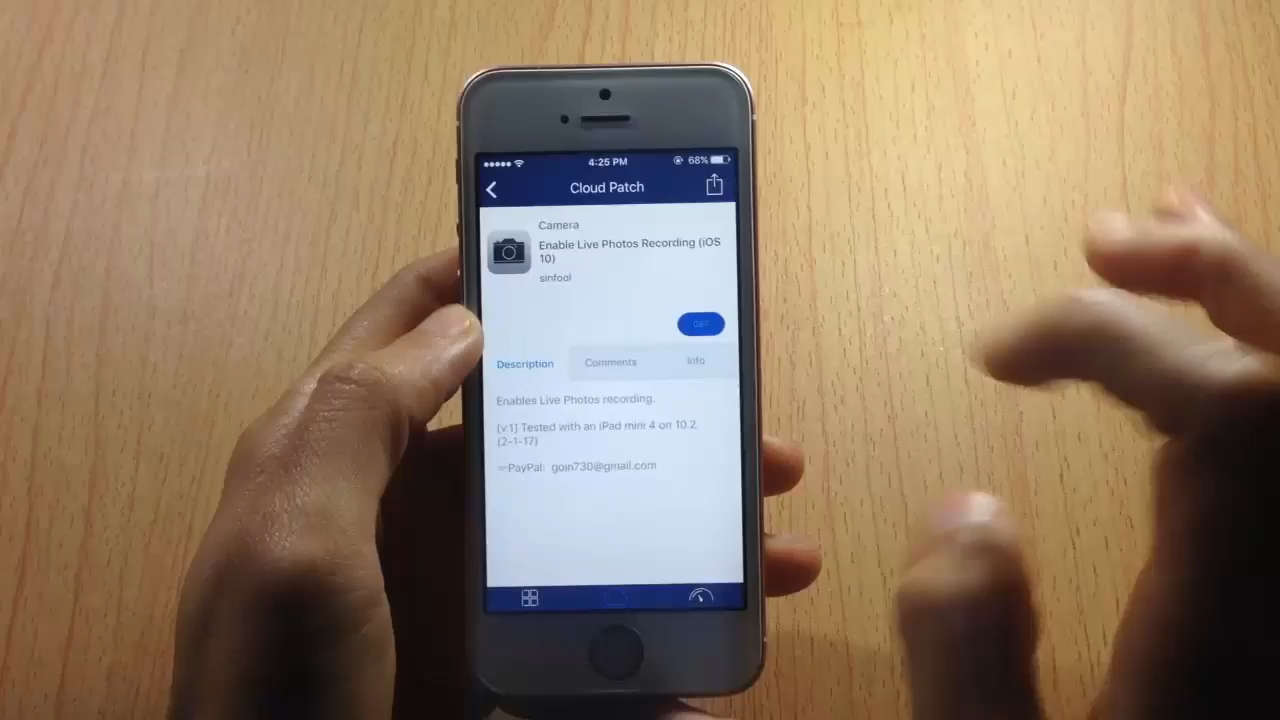 4:25 PM 68%
Cloud Patch
Camera
Enable Live Photos Recording (iOS
10)
sinfool
GET
Description Comments Info
Enables Live Photos recording.
[v.1] Tested with an iPad mini 4 on 10.2.
(2-1-17)
PayPal: goin730@gmail.com